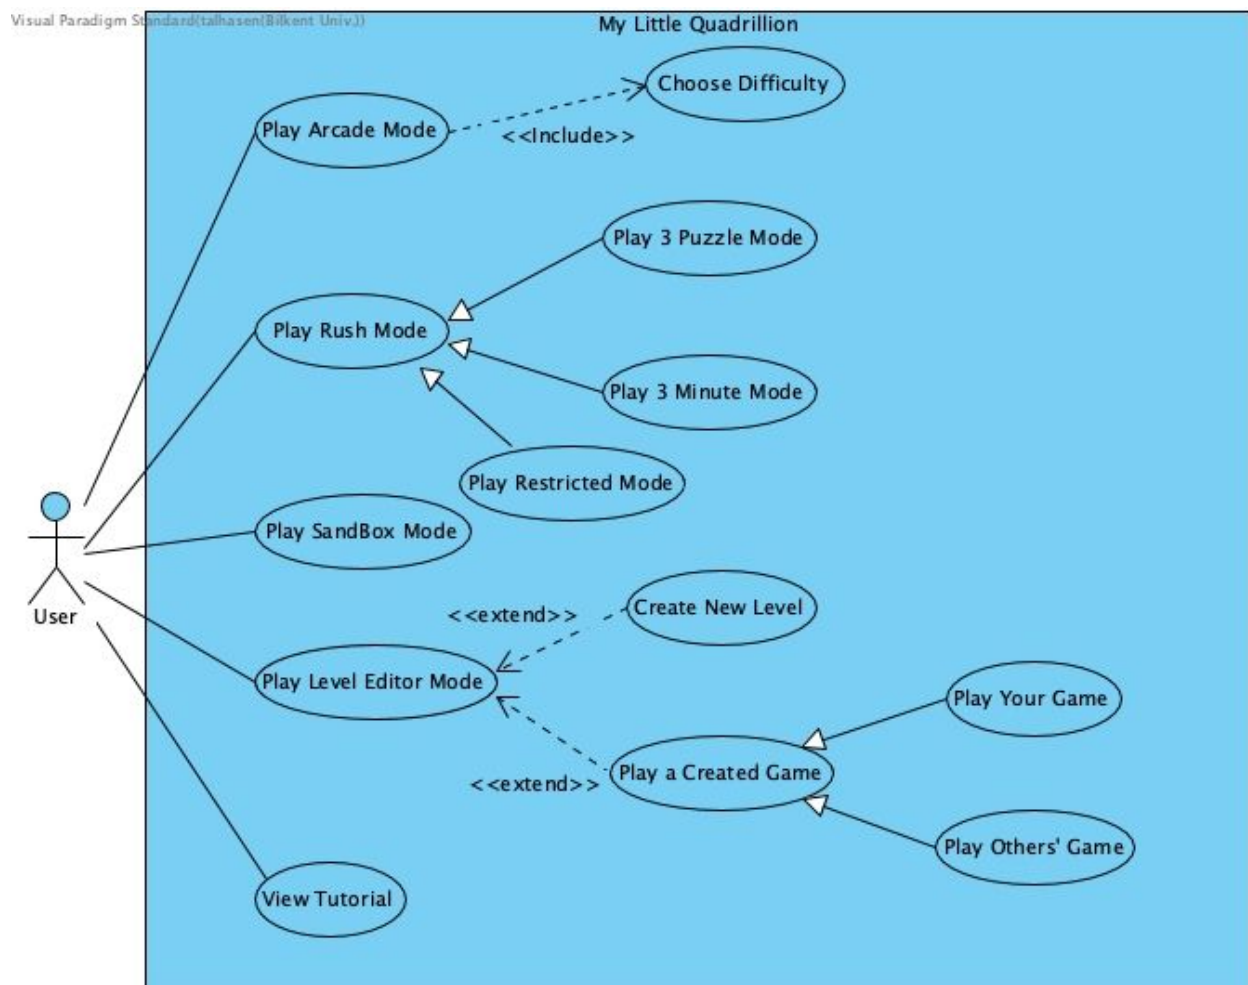 Visual Paradigm Standard(talhasen(Bilkent Univ.))
My Little Quadrillion
Choose Difficulty
Play Arcade Mode
<<Include>>
Play 3 Puzzle Mode
Play Rush Mode
Play 3 Minute Mode
Play Restricted Mode
Play SandBox Mode
User
Create New Level
<<extend>>
Play Level Editor Mode
Play Your Game
Play a Created Game
<<extend>>
Play Others' Game
View Tutorial